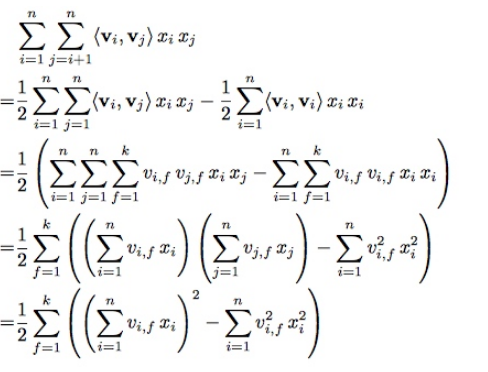 \sum_{i=1}^{n} \sum_{j=i+1}^{n} \langle \mathbf{v}_i, \mathbf{v}_j \rangle \, x_i \, x_j
= \frac{1}{2} \sum_{i=1}^{n} \sum_{j=1}^{n} \langle \mathbf{v}_i, \mathbf{v}_j \rangle \, x_i \, x_j - \frac{1}{2} \sum_{i=1}^{n} \langle \mathbf{v}_i, \mathbf{v}_i \rangle \, x_i \, x_i
= \frac{1}{2} \left( \sum_{i=1}^{n} \sum_{j=1}^{n} \sum_{f=1}^{k} v_{i,f} \, v_{j,f} \, x_i \, x_j - \sum_{i=1}^{n} \sum_{f=1}^{k} v_{i,f} \, v_{i,f} \, x_i \, x_i \right)
= \frac{1}{2} \sum_{f=1}^{k} \left( \left( \sum_{i=1}^{n} v_{i,f} \, x_i \right) \left( \sum_{j=1}^{n} v_{j,f} \, x_j \right) - \sum_{i=1}^{n} v_{i,f}^2 \, x_i^2 \right)
= \frac{1}{2} \sum_{f=1}^{k} \left( \left( \sum_{i=1}^{n} v_{i,f} \, x_i \right)^2 - \sum_{i=1}^{n} v_{i,f}^2 \, x_i^2 \right)